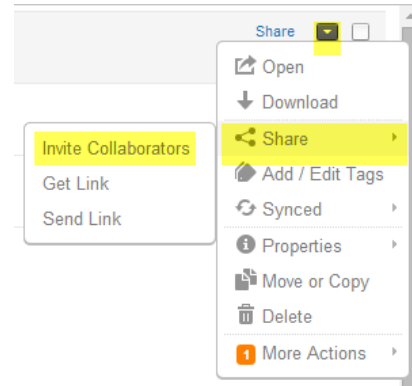 Share
Open
Download
Share
Invite Collaborators
Get Link
Send Link
Add / Edit Tags
Synced
Properties
Move or Copy
Delete
1 More Actions